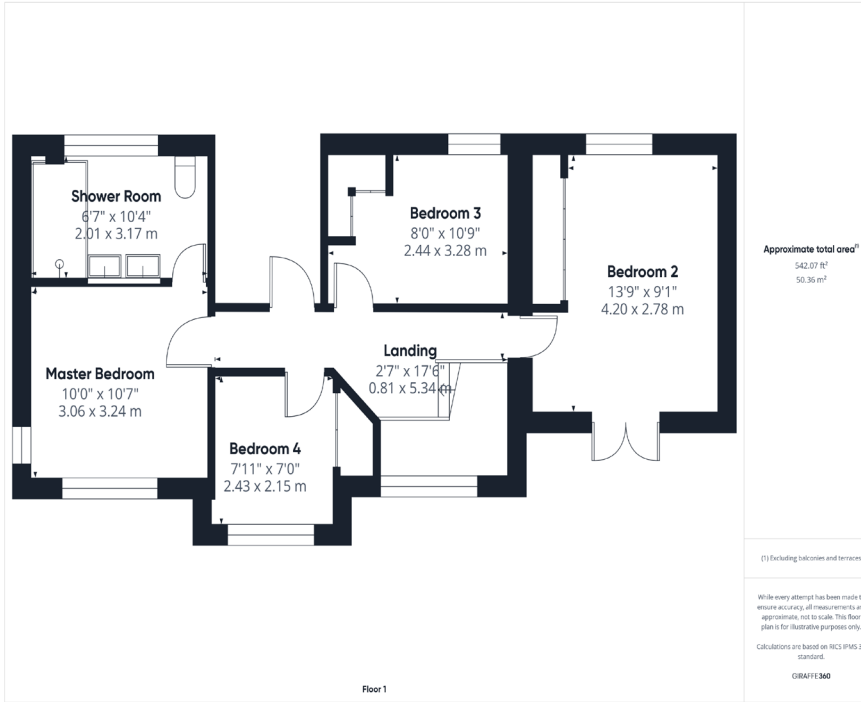 Shower Room
6'7" x 10'4"
2.01 x 3.17 m
Bedroom 3
8'0" x 10'9"
2.44 x 3.28 m
Bedroom 2
13'9" x 9'1"
4.20 x 2.78 m
Master Bedroom
10'0" x 10'7"
3.06 x 3.24 m
Landing
2'7" x 17'6"
0.81 x 5.34 m
Bedroom 4
7'11" x 7'0"
2.43 x 2.15 m
Floor 1
Approximate total area(1)
542.07 ft²
50.36 m²
(1) Excluding balconies and terraces
While every attempt has been made t
ensure accuracy, all measurements ar
approximate, not to scale. This floor
plan is for illustrative purposes only.
Calculations are based on RICS IPMS 3
standard.
GIRAFFE360